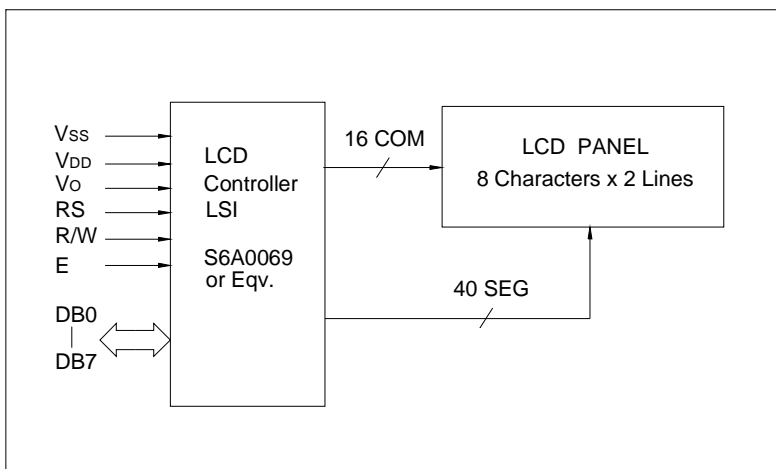 VSS
VDD
VO
RS
R/W
E
DB0
DB7
LCD
Controller
LSI
S6A0069
or Eqv.
16 COM
40 SEG
LCD PANEL
8 Characters x 2 Lines